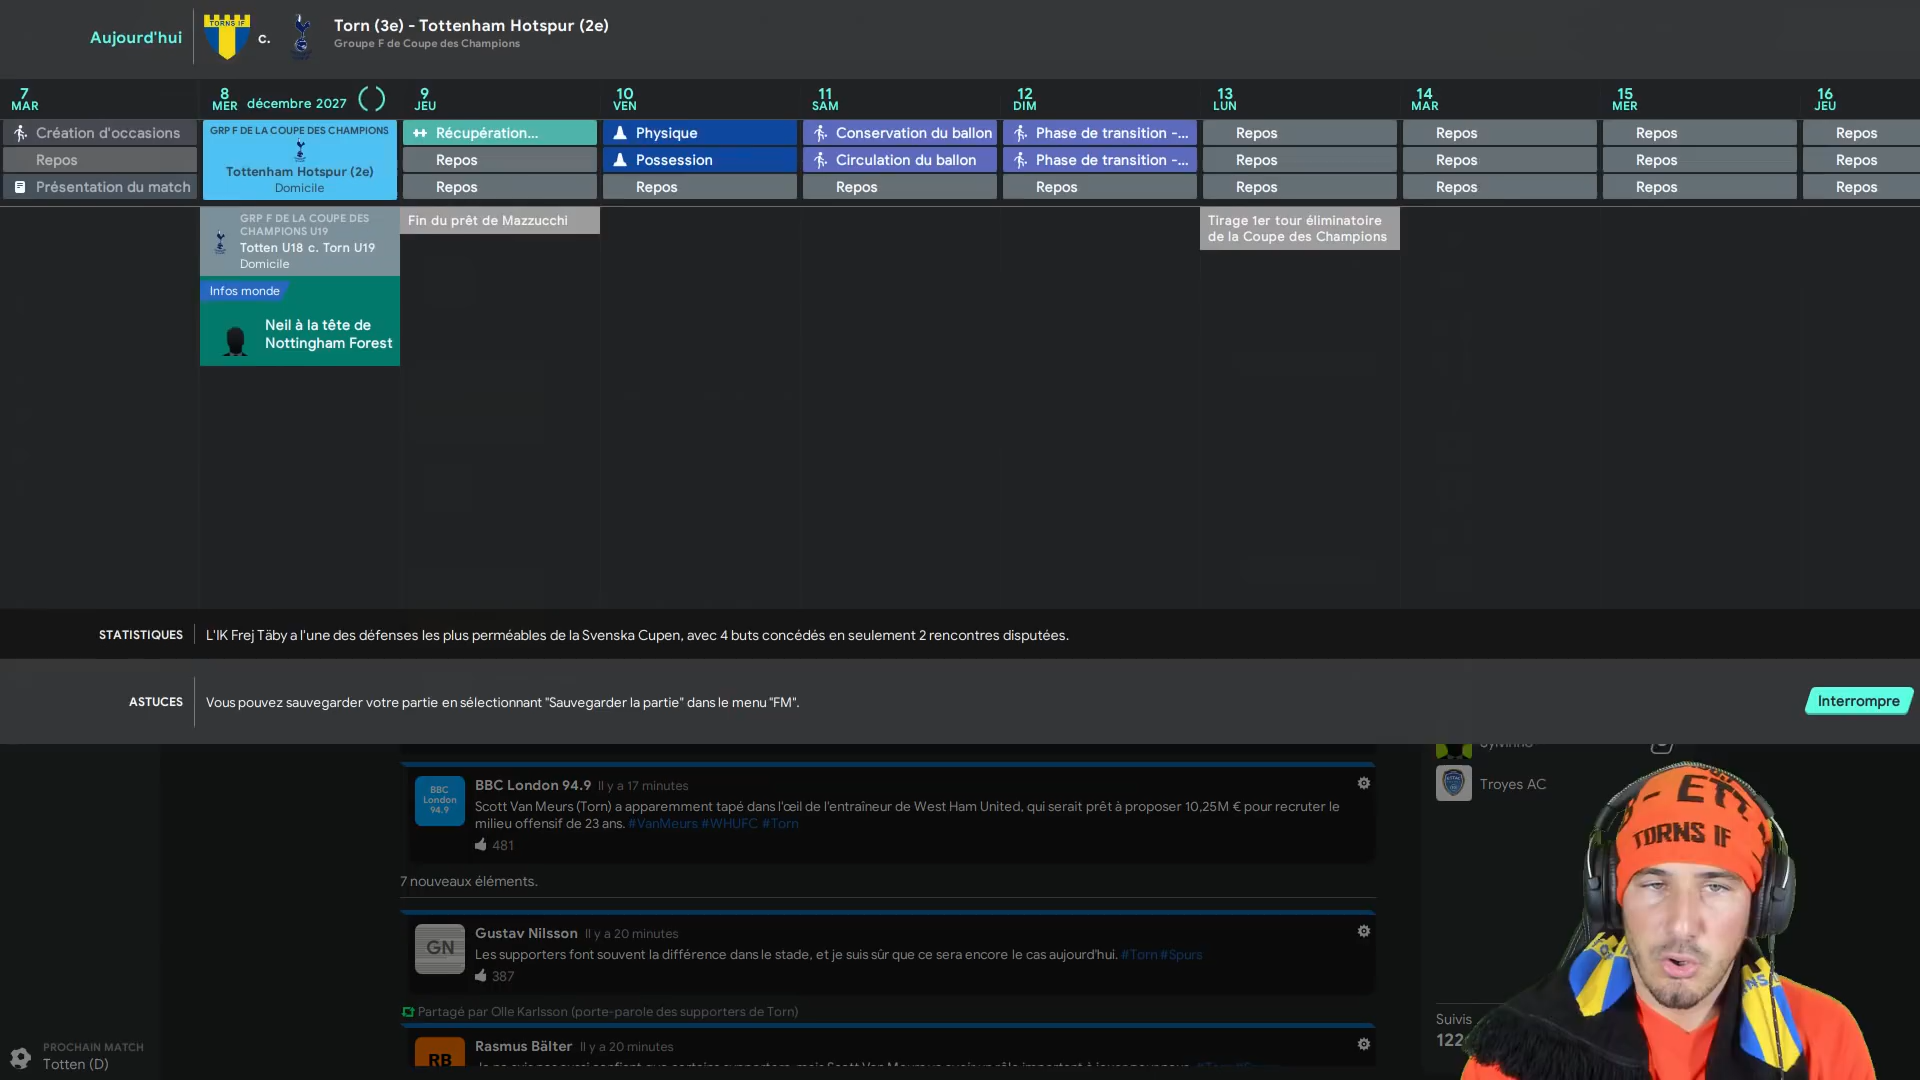 Aujourd'hui
TORNS IF
c.
Torn (3e) - Tottenham Hotspur (2e)
Groupe F de Coupe des Champions
7
MAR
8
MER décembre 2027
9
JEU
10
VEN
11
SAM
12
DIM
13
LUN
14
MAR
15
MER
16
JEU
Création d'occasions
Repos
Présentation du match
GRP F DE LA COUPE DES CHAMPIONS
Tottenham Hotspur (2e)
Domicile
Récupération...
Repos
Repos
Physique
Possession
Repos
Conservation du ballon
Circulation du ballon
Repos
Phase de transition -...
Phase de transition -...
Repos
Repos
Repos
Repos
Repos
Repos
Repos
Repos
Repos
Repos
Repos
Repos
Repos
GRP F DE LA COUPE DES
CHAMPIONS U19
Totten U18 c. Torn U19
Domicile
Fin du prêt de Mazzucchi
Tirage 1er tour éliminatoire
de la Coupe des Champions
Infos monde
Neil à la tête de
Nottingham Forest
STATISTIQUES
L'IK Frej Täby a l'une des défenses les plus perméables de la Svenska Cupen, avec 4 buts concédés en seulement 2 rencontres disputées.
ASTUCES
Vous pouvez sauvegarder votre partie en sélectionnant "Sauvegarder la partie" dans le menu "FM".
Interrompre
Troyes AC
BBC
London
94.9
BBC London 94.9 Il y a 17 minutes
Scott Van Meurs (Torn) a apparemment tapé dans l'œil de l'entraîneur de West Ham United, qui serait prêt à proposer 10,25M € pour recruter le
milieu offensif de 23 ans. #VanMeurs #WHUFC #Torn
481
7 nouveaux éléments.
GN
Gustav Nilsson Il y a 20 minutes
Les supporters font souvent la différence dans le stade, et je suis sûr que ce sera encore le cas aujourd'hui. #Torn #Spurs
387
Partagé par Olle Karlsson (porte-parole des supporters de Torn)
RB
Rasmus Bälter Il y a 20 minutes
PROCHAIN MATCH
Totten (D)
Suivis
122
TORNS IF